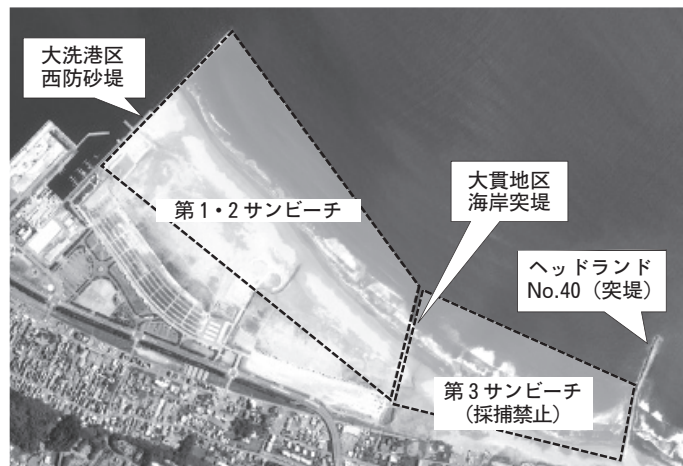 大洗港区
西防砂堤
第1・2サンビーチ
大貫地区
海岸突堤
ヘッドランド
No.40（突堤）
第3サンビーチ
（採捕禁止）